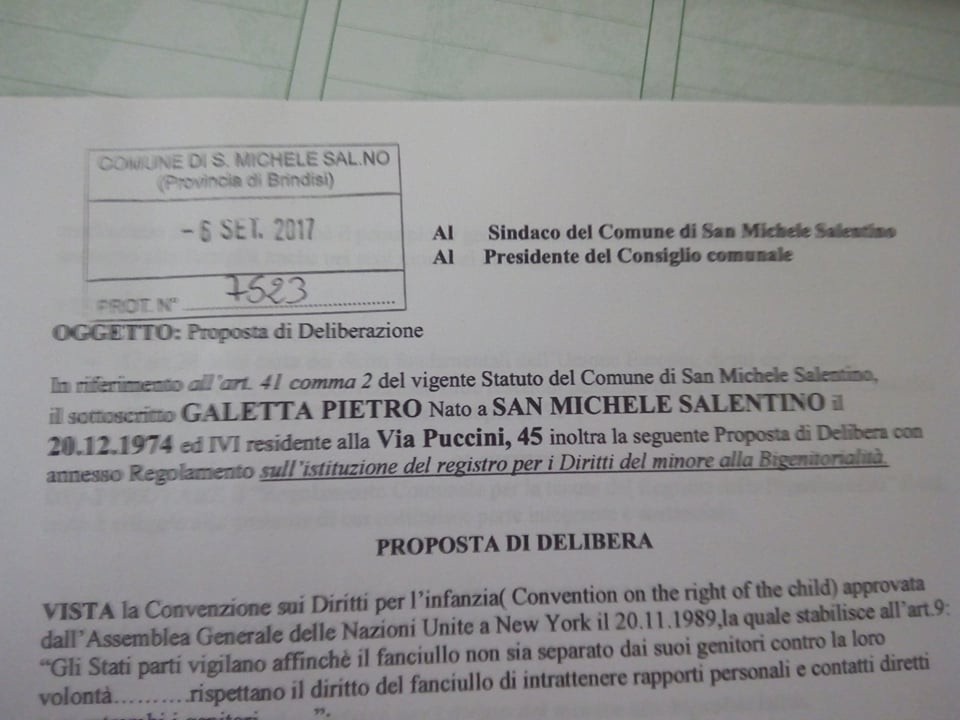 COMUNE DI S. MICHELE SAL.NO
(Provincia di Brindisi)
- 6 SET. 2017
PROT. N° 7523
Al Sindaco del Comune di San Michele Salentino
Al Presidente del Consiglio comunale
OGGETTO: Proposta di Deliberazione
In riferimento all'art. 41 comma 2 del vigente Statuto del Comune di San Michele Salentino,
il sottoscritto GALETTA PIETRO Nato a SAN MICHELE SALENTINO il
20.12.1974 ed IVI residente alla Via Puccini, 45 inoltra la seguente Proposta di Delibera con
annesso Regolamento sull'istituzione del registro per i Diritti del minore alla Bigenitorialità.
PROPOSTA DI DELIBERA
VISTA la Convenzione sui Diritti per l'infanzia( Convention on the right of the child) approvata
dall'Assemblea Generale delle Nazioni Unite a New York il 20.11.1989,la quale stabilisce all'art.9:
“Gli Stati parti vigilano affinchè il fanciullo non sia separato dai suoi genitori contro la loro
volontà……….rispettano il diritto del fanciullo di intrattenere rapporti personali e contatti diretti